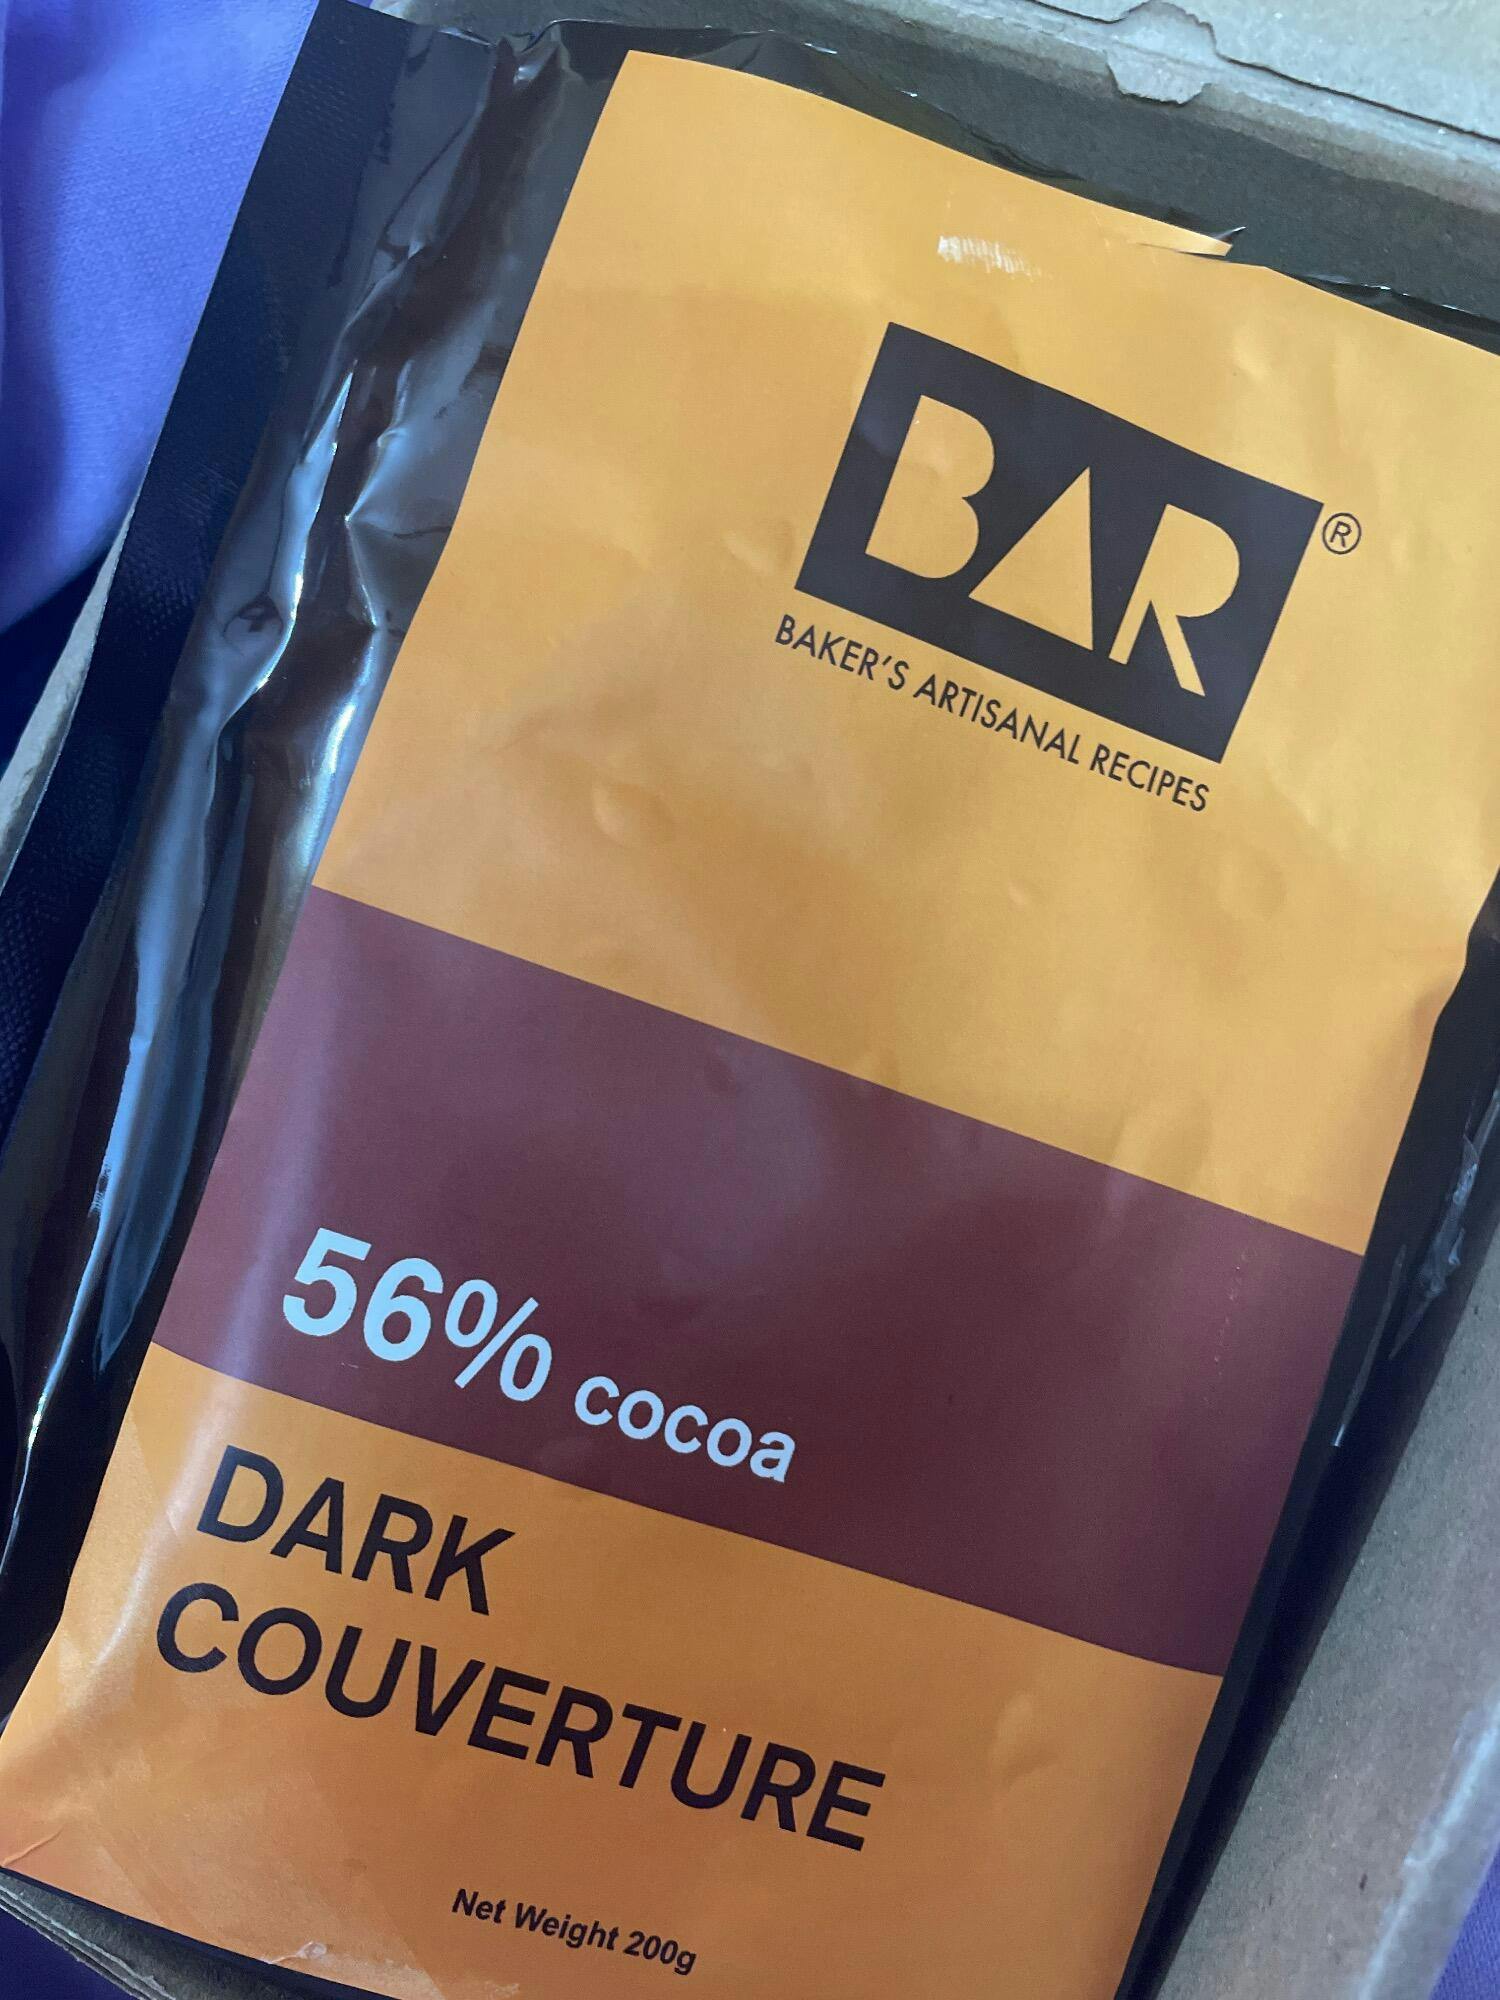 BAR®
BAKER'S ARTISANAL RECIPES
56% cocoa
DARK
COUVERTURE
Net Weight 200g